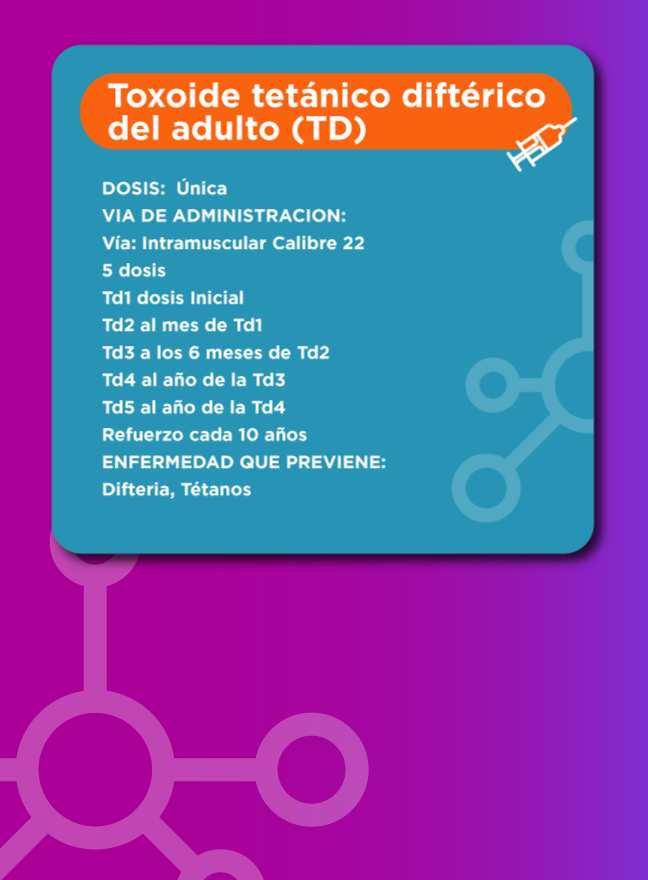 Toxoide tetánico diftérico
del adulto (TD)
DOSIS: Única
VIA DE ADMINISTRACION:
Vía: Intramuscular Calibre 22
5 dosis
Td1 dosis Inicial
Td2 al mes de Td1
Td3 a los 6 meses de Td2
Td4 al año de la Td3
Td5 al año de la Td4
Refuerzo cada 10 años
ENFERMEDAD QUE PREVIENE:
Difteria, Tétanos